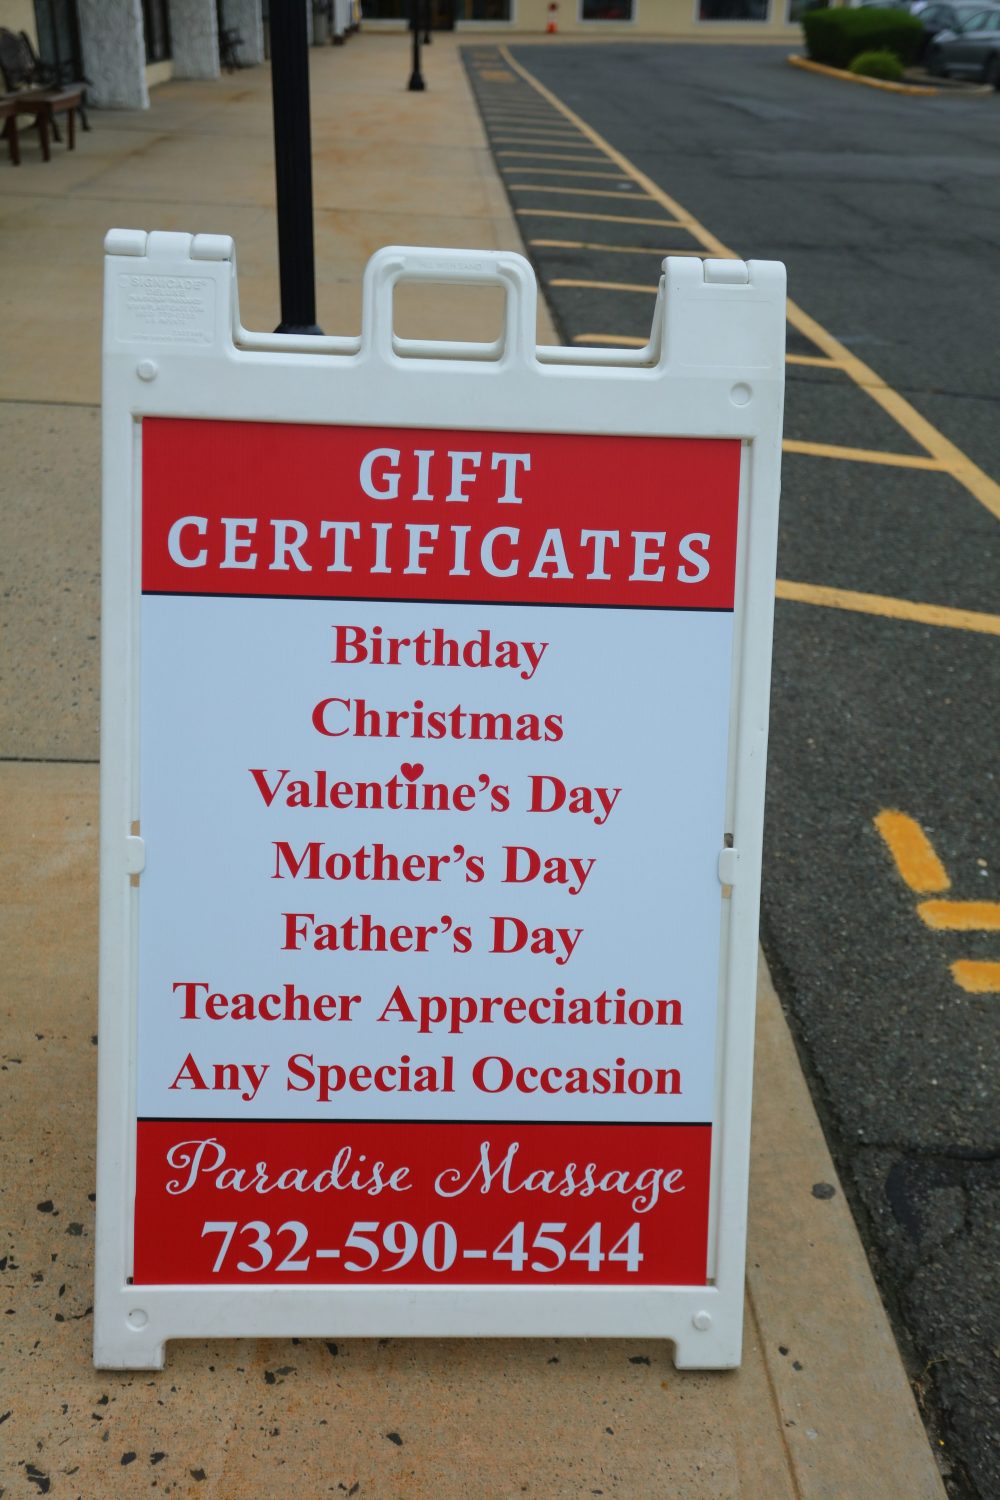 SIGNICADE
GIFT
CERTIFICATES
Birthday
Christmas
Valentine’s Day
Mother’s Day
Father’s Day
Teacher Appreciation
Any Special Occasion
Paradise Massage
732-590-4544